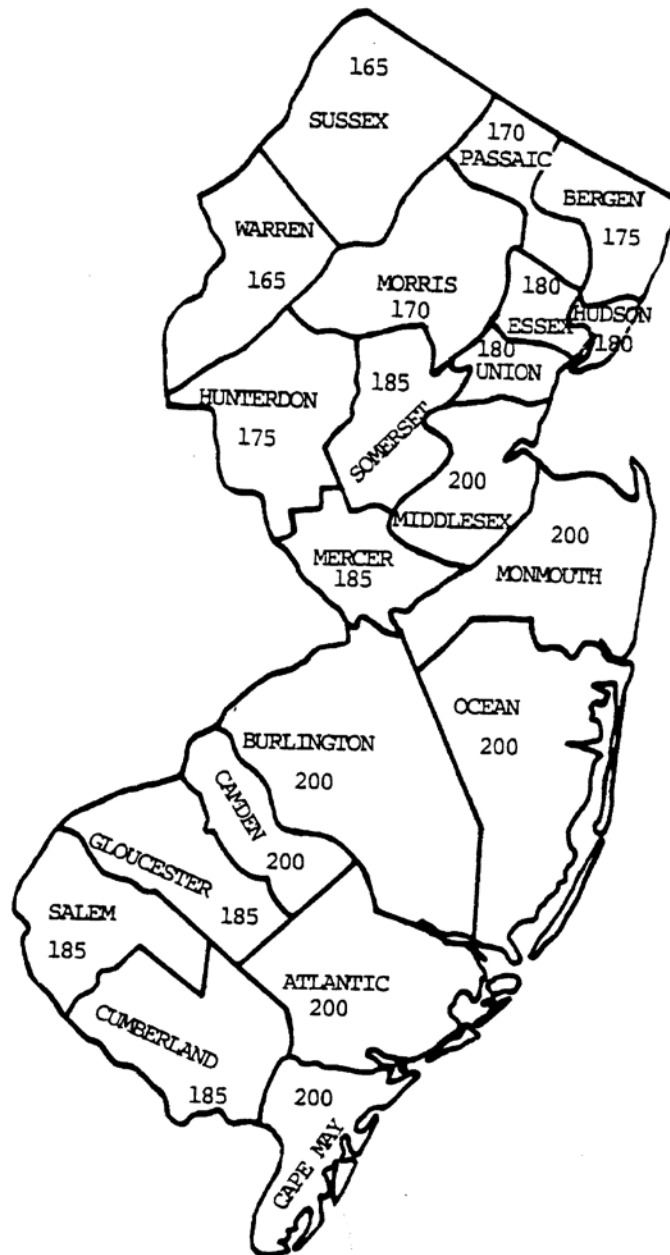 165
SUSSEX
170
PASSAIC
BERGEN
175
WARREN
165
MORRIS
170
180
ESSEX
HUDSON
180
180
UNION
HUNTERDON
175
185
SOMERSET
200
MIDDLESEX
MERCER
185
200
MONMOUTH
OCEAN
200
BURLINGTON
200
CAMDEN
200
GLOUCESTER
185
SALEM
185
ATLANTIC
200
CUMBERLAND
185
200
CAPE MAY